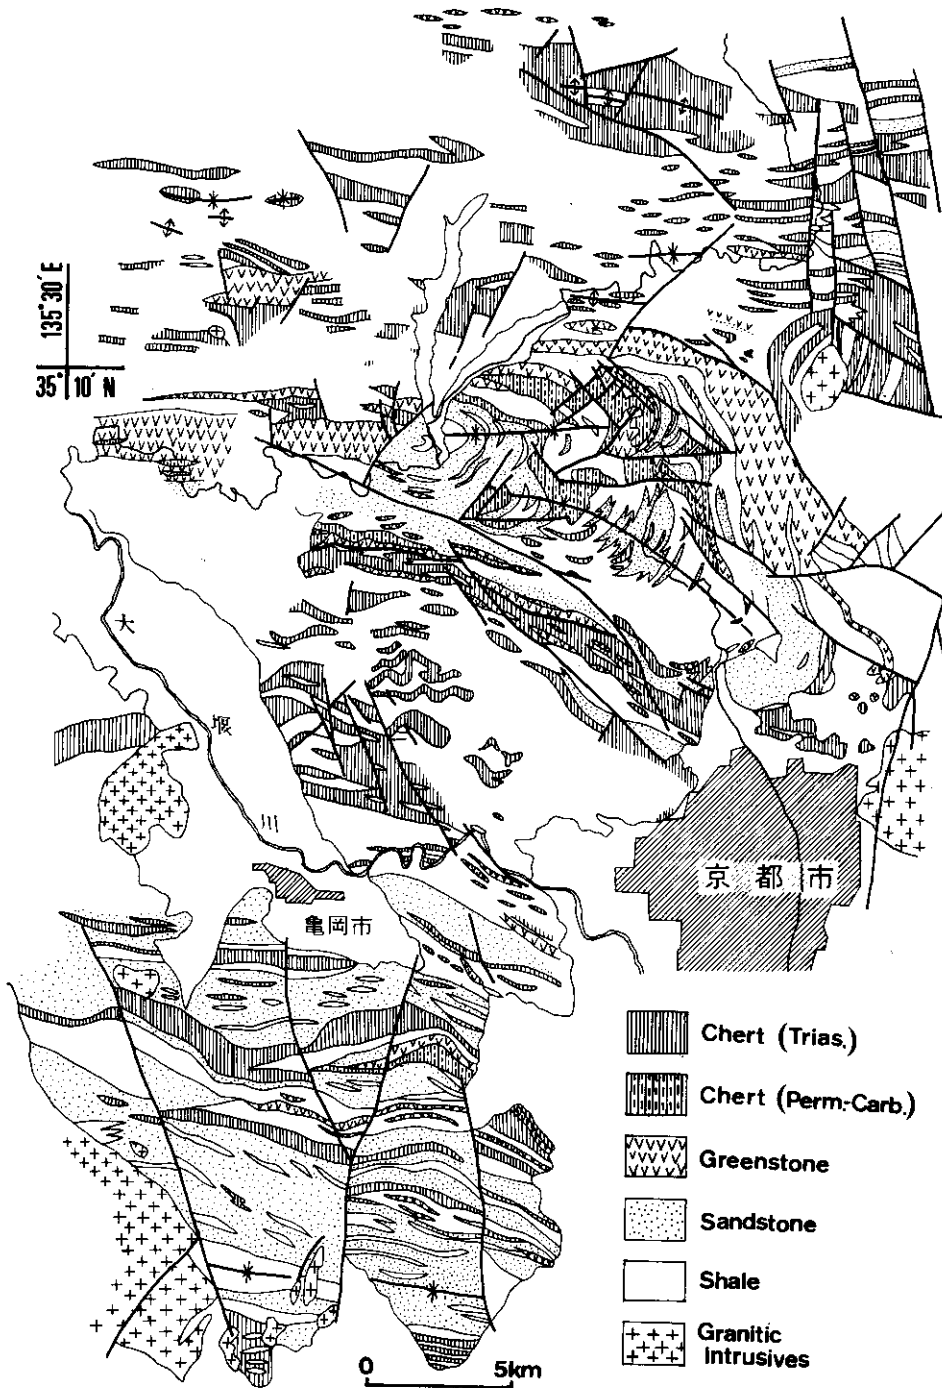 135°30′E
35° 10′N
大
堰
川
京都市
亀岡市
Chert (Trias.)
Chert (Perm.-Carb.)
Greenstone
Sandstone
Shale
Granitic
Intrusives
0 5km